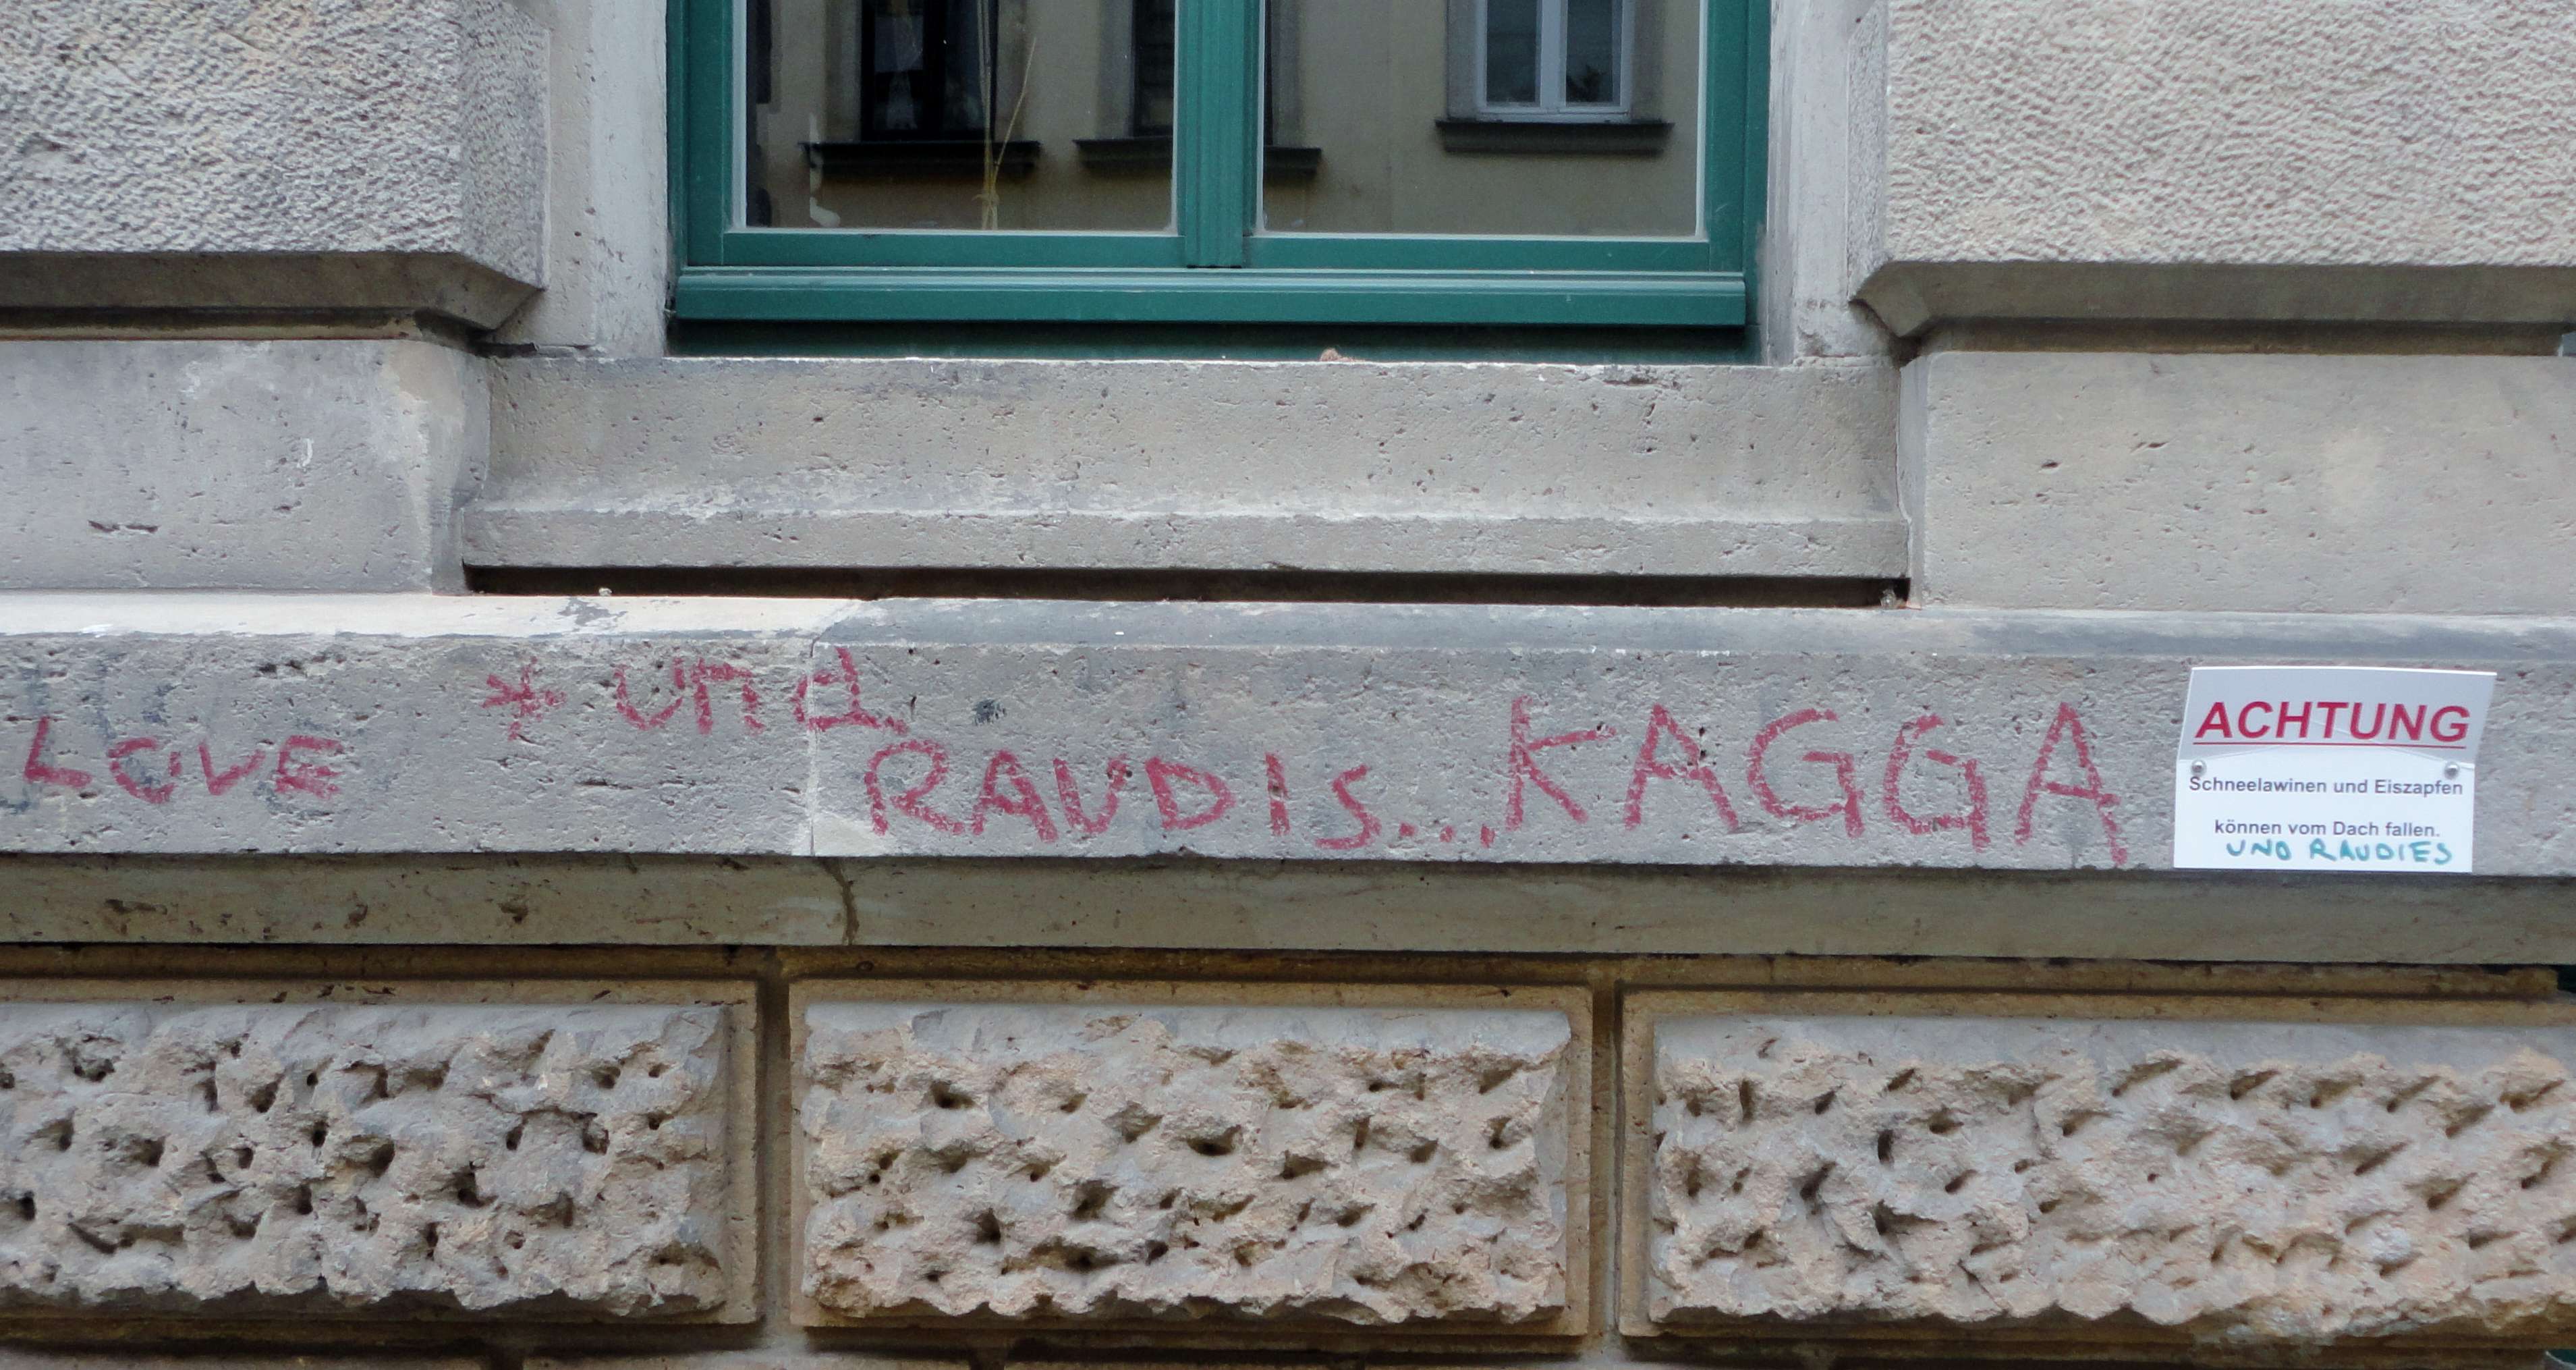 LOVE
* und
RAUDIS...KAGGA
ACHTUNG
Schneelawinen und Eiszapfen
können vom Dach fallen.
UND RAUDIES